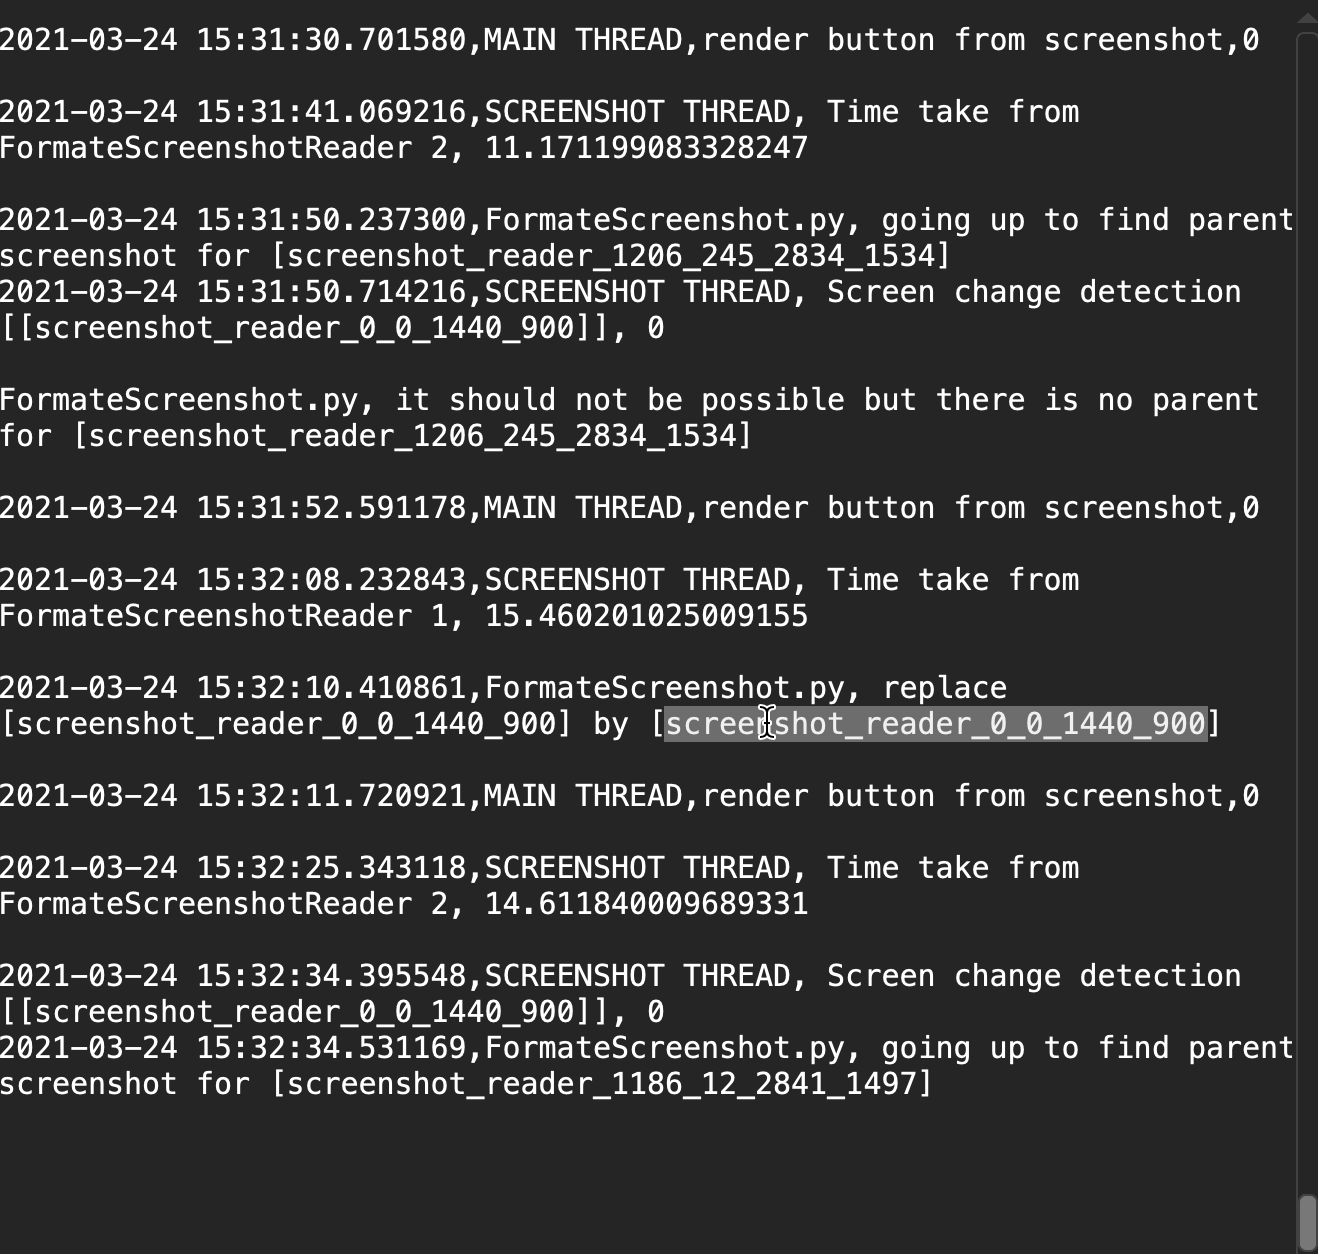 2021-03-24 15:31:30.701580,MAIN THREAD,render button from screenshot,0
2021-03-24 15:31:41.069216,SCREENSHOT THREAD, Time take from
FormateScreenshotReader 2, 11.171199083328247
2021-03-24 15:31:50.237300,FormateScreenshot.py, going up to find parent
screenshot for [screenshot_reader_1206_245_2834_1534]
2021-03-24 15:31:50.714216,SCREENSHOT THREAD, Screen change detection
[[screenshot_reader_0_0_1440_900]], 0
FormateScreenshot.py, it should not be possible but there is no parent
for [screenshot_reader_1206_245_2834_1534]
2021-03-24 15:31:52.591178,MAIN THREAD,render button from screenshot,0
2021-03-24 15:32:08.232843,SCREENSHOT THREAD, Time take from
FormateScreenshotReader 1, 15.460201025009155
2021-03-24 15:32:10.410861,FormateScreenshot.py, replace
[screenshot_reader_0_0_1440_900] by [screenshot_reader_0_0_1440_900]
2021-03-24 15:32:11.720921,MAIN THREAD,render button from screenshot,0
2021-03-24 15:32:25.343118,SCREENSHOT THREAD, Time take from
FormateScreenshotReader 2, 14.611840009689331
2021-03-24 15:32:34.395548,SCREENSHOT THREAD, Screen change detection
[[screenshot_reader_0_0_1440_900]], 0
2021-03-24 15:32:34.531169,FormateScreenshot.py, going up to find parent
screenshot for [screenshot_reader_1186_12_2841_1497]